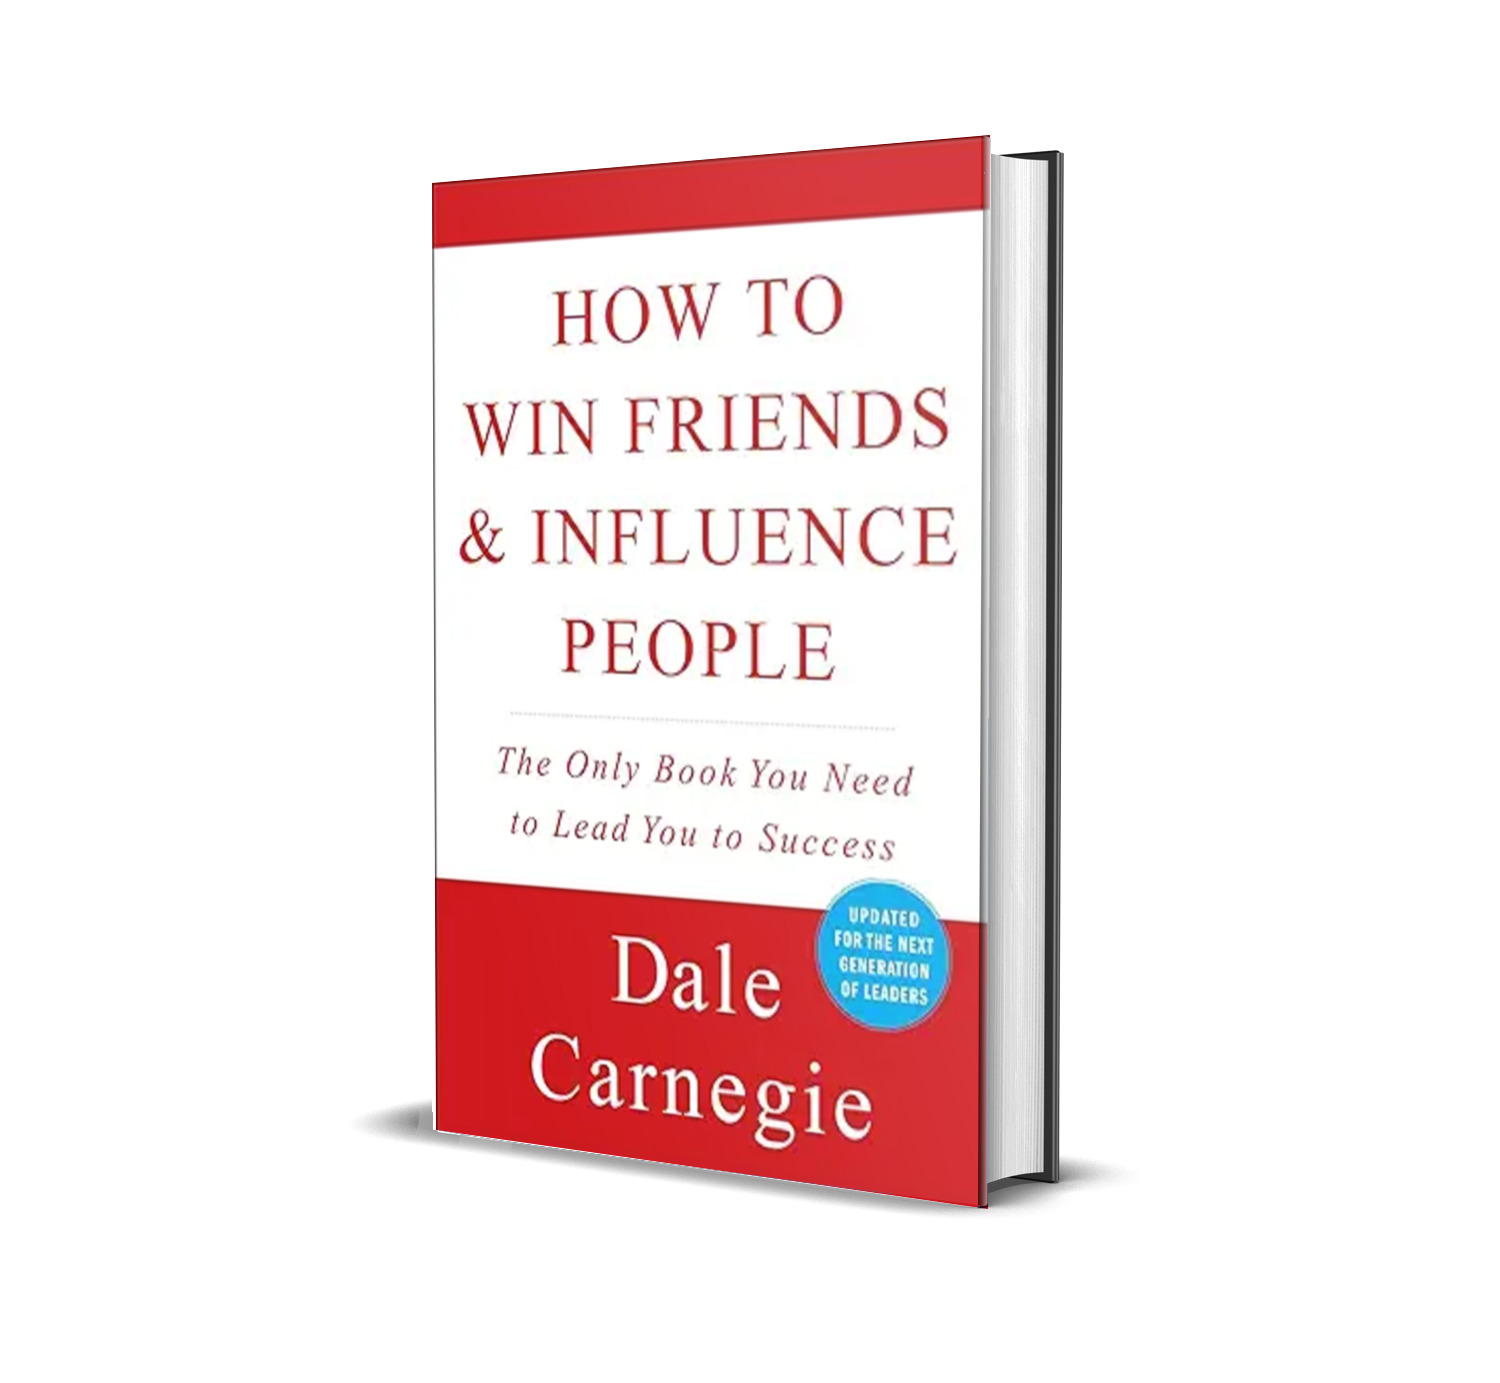 HOW TO
WIN FRIENDS
& INFLUENCE
PEOPLE
The Only Book You Need
to Lead You to Success
UPDATED
FOR THE NEXT
GENERATION
OF LEADERS
Dale
Carnegie